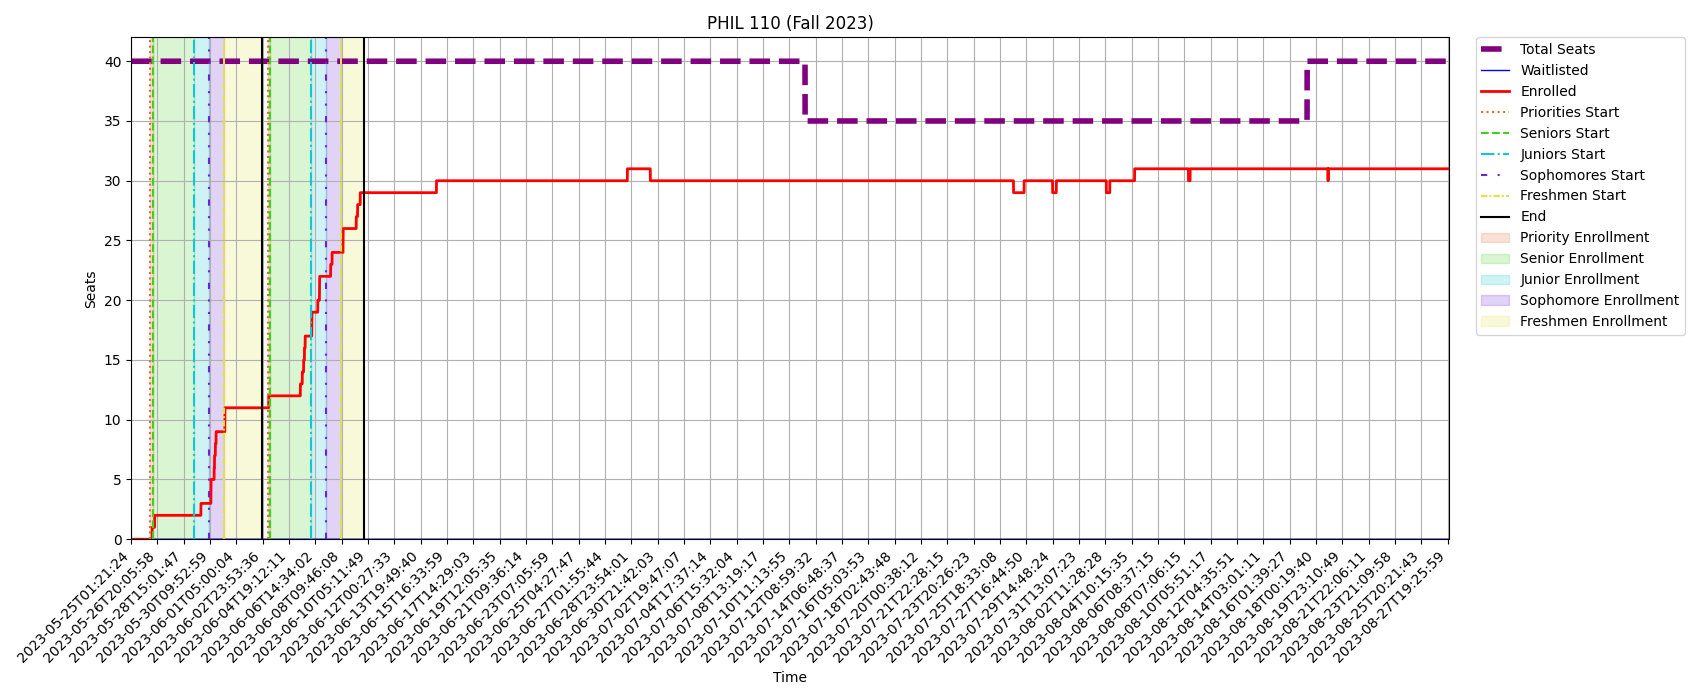 PHIL 110 (Fall 2023)
Seats
40
35
30
25
20
15
10
5
0
2023-05-25T01:21:24
2023-05-26T20:05:58
2023-05-28T15:01:47
2023-05-30T09:52:59
2023-06-01T05:00:04
2023-06-02T23:53:36
2023-06-04T19:12:11
2023-06-06T14:34:02
2023-06-08T09:46:08
2023-06-10T05:11:49
2023-06-12T00:27:33
2023-06-13T19:49:40
2023-06-15T16:33:59
2023-06-17T14:29:03
2023-06-19T12:05:35
2023-06-21T09:36:14
2023-06-23T07:05:59
2023-06-25T04:27:47
2023-06-27T01:55:44
2023-06-28T23:54:01
2023-06-30T21:42:03
2023-07-02T19:47:07
2023-07-04T17:37:14
2023-07-06T15:32:04
2023-07-08T13:19:17
2023-07-10T11:13:55
2023-07-12T08:59:32
2023-07-14T06:48:37
2023-07-16T05:03:53
2023-07-18T02:43:48
2023-07-20T00:38:12
2023-07-21T22:28:15
2023-07-23T20:26:23
2023-07-25T18:33:08
2023-07-27T16:44:50
2023-07-29T14:48:24
2023-07-31T13:07:23
2023-08-02T11:28:28
2023-08-04T10:15:35
2023-08-06T08:37:15
2023-08-08T07:06:15
2023-08-10T05:51:17
2023-08-12T04:35:51
2023-08-14T03:01:11
2023-08-16T01:39:27
2023-08-18T00:19:40
2023-08-19T23:10:49
2023-08-21T22:06:11
2023-08-23T21:09:58
2023-08-25T20:21:43
2023-08-27T19:25:59
Time
Total Seats
Waitlisted
Enrolled
Priorities Start
Seniors Start
Juniors Start
Sophomores Start
Freshmen Start
End
Priority Enrollment
Senior Enrollment
Junior Enrollment
Sophomore Enrollment
Freshmen Enrollment